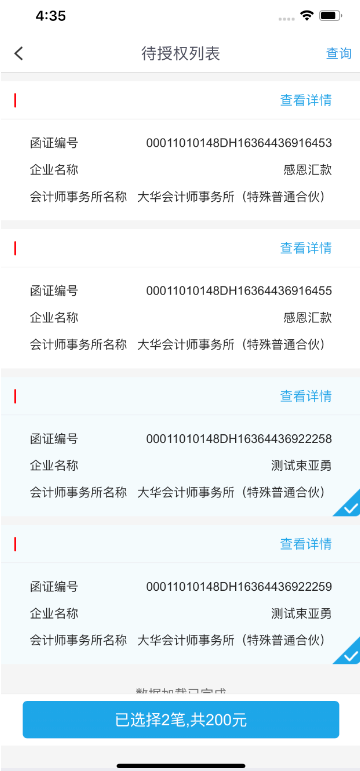 4:35
待授权列表
查询
查看详情
函证编号 00011010148DH16364436916453
企业名称 感恩汇款
会计师事务所名称 大华会计师事务所（特殊普通合伙）
查看详情
函证编号 00011010148DH16364436916455
企业名称 感恩汇款
会计师事务所名称 大华会计师事务所（特殊普通合伙）
查看详情
函证编号 00011010148DH16364436922258
企业名称 测试束亚勇
会计师事务所名称 大华会计师事务所（特殊普通合伙）
查看详情
函证编号 00011010148DH16364436922259
企业名称 测试束亚勇
会计师事务所名称 大华会计师事务所（特殊普通合伙）
数据加载已完成
已选择2笔,共200元